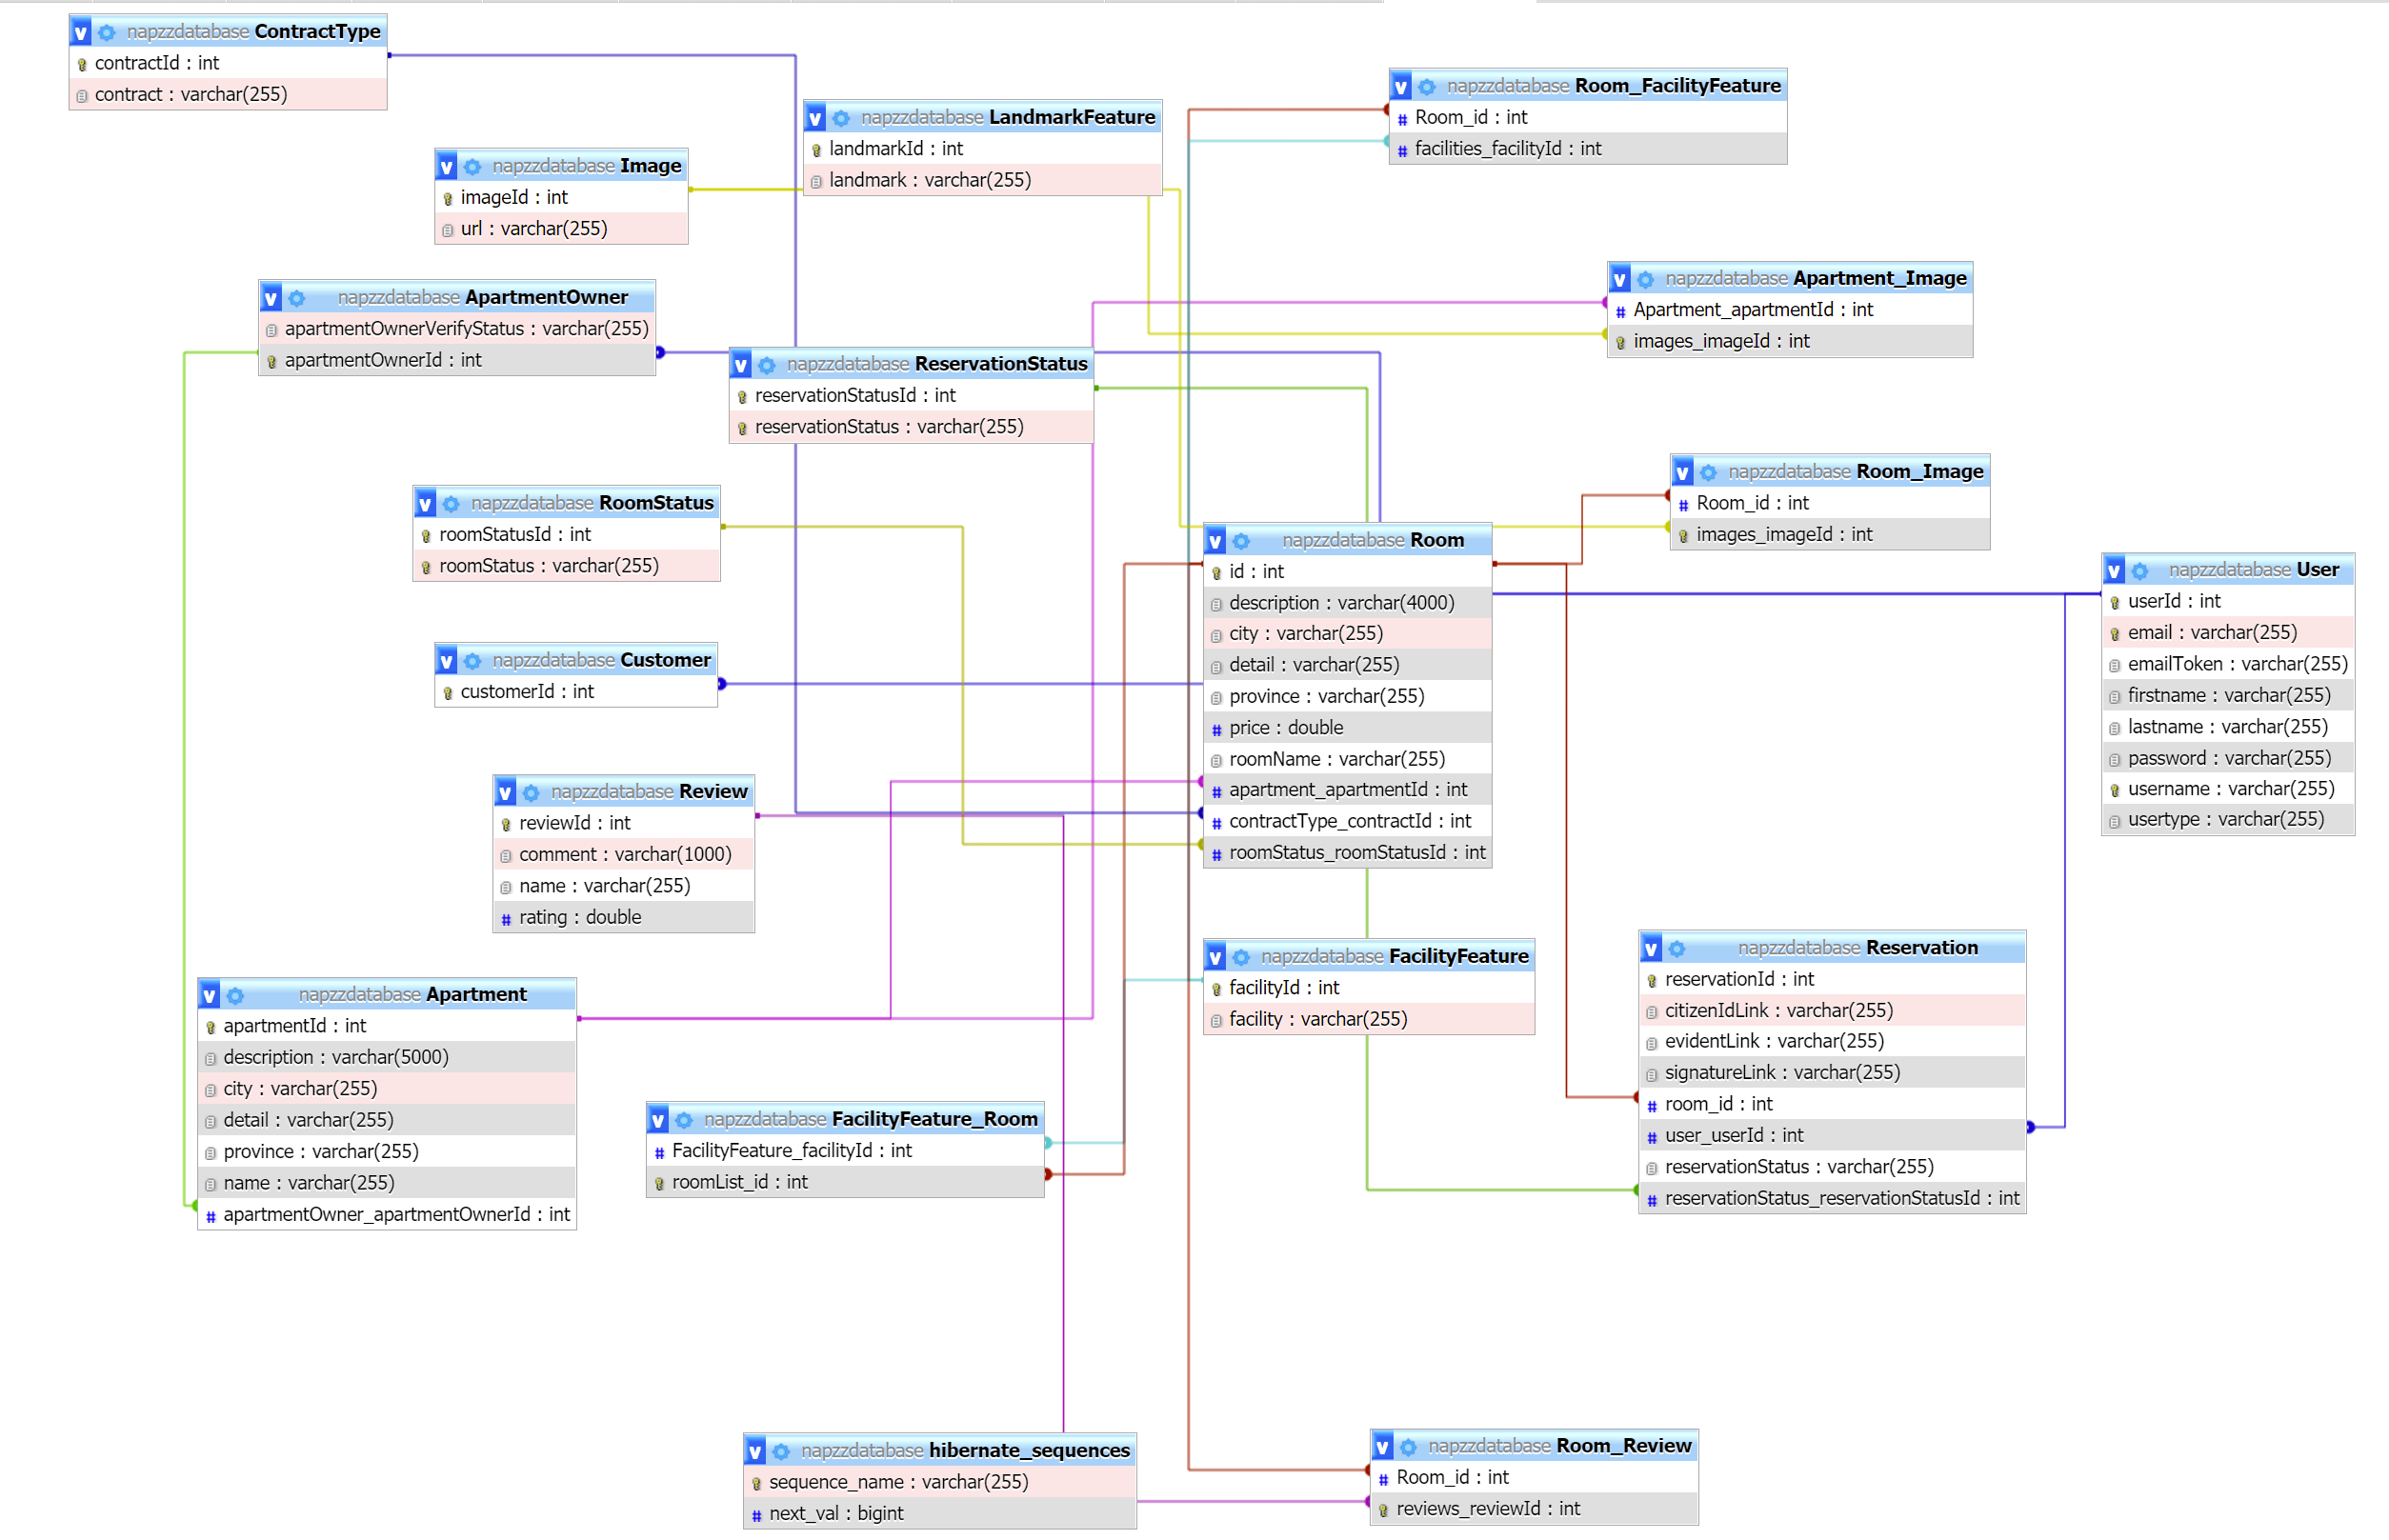 napzzdatabase ContractType
contractId : int
contract : varchar(255)
napzzdatabase Room_FacilityFeature
Room_id : int
facilities_facilityId : int
napzzdatabase LandmarkFeature
landmarkId : int
landmark : varchar(255)
napzzdatabase Image
imageId : int
url : varchar(255)
napzzdatabase Apartment_Image
Apartment_apartmentId : int
images_imageId : int
napzzdatabase ApartmentOwner
apartmentOwnerVerifyStatus : varchar(255)
apartmentOwnerId : int
napzzdatabase ReservationStatus
reservationStatusId : int
reservationStatus : varchar(255)
napzzdatabase Room_Image
Room_id : int
images_imageId : int
napzzdatabase RoomStatus
roomStatusId : int
roomStatus : varchar(255)
napzzdatabase Room
id : int
description : varchar(4000)
city : varchar(255)
detail : varchar(255)
province : varchar(255)
price : double
roomName : varchar(255)
apartment_apartmentId : int
contractType_contractId : int
roomStatus_roomStatusId : int
napzzdatabase User
userId : int
email : varchar(255)
emailToken : varchar(255)
firstname : varchar(255)
lastname : varchar(255)
password : varchar(255)
username : varchar(255)
usertype : varchar(255)
napzzdatabase Customer
customerId : int
napzzdatabase Review
reviewId : int
comment : varchar(1000)
name : varchar(255)
rating : double
napzzdatabase FacilityFeature
facilityId : int
facility : varchar(255)
napzzdatabase Reservation
reservationId : int
citizenIdLink : varchar(255)
evidentLink : varchar(255)
signatureLink : varchar(255)
room_id : int
user_userId : int
reservationStatus : varchar(255)
reservationStatus_reservationStatusId : int
napzzdatabase Apartment
apartmentId : int
description : varchar(5000)
city : varchar(255)
detail : varchar(255)
province : varchar(255)
name : varchar(255)
apartmentOwner_apartmentOwnerId : int
napzzdatabase FacilityFeature_Room
FacilityFeature_facilityId : int
roomList_id : int
napzzdatabase hibernate_sequences
sequence_name : varchar(255)
next_val : bigint
napzzdatabase Room_Review
Room_id : int
reviews_reviewId : int